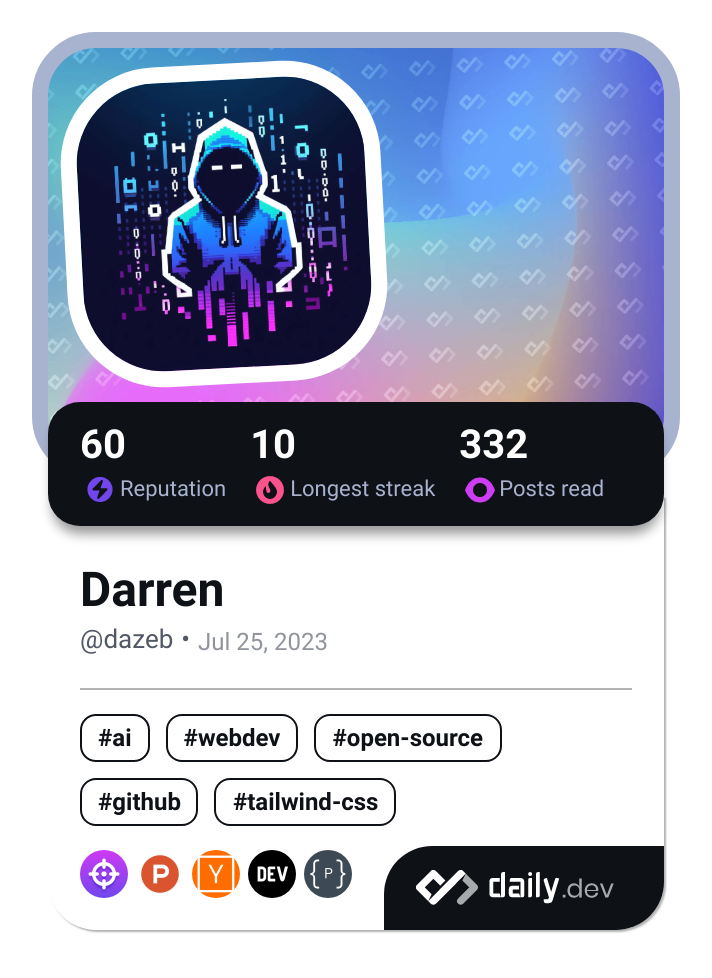 1
60 10 332
Reputation Longest streak Posts read
Darren
@dazeb • Jul 25, 2023
#ai #webdev #open-source
#github #tailwind-css
P Y DEV {P}
daily.dev